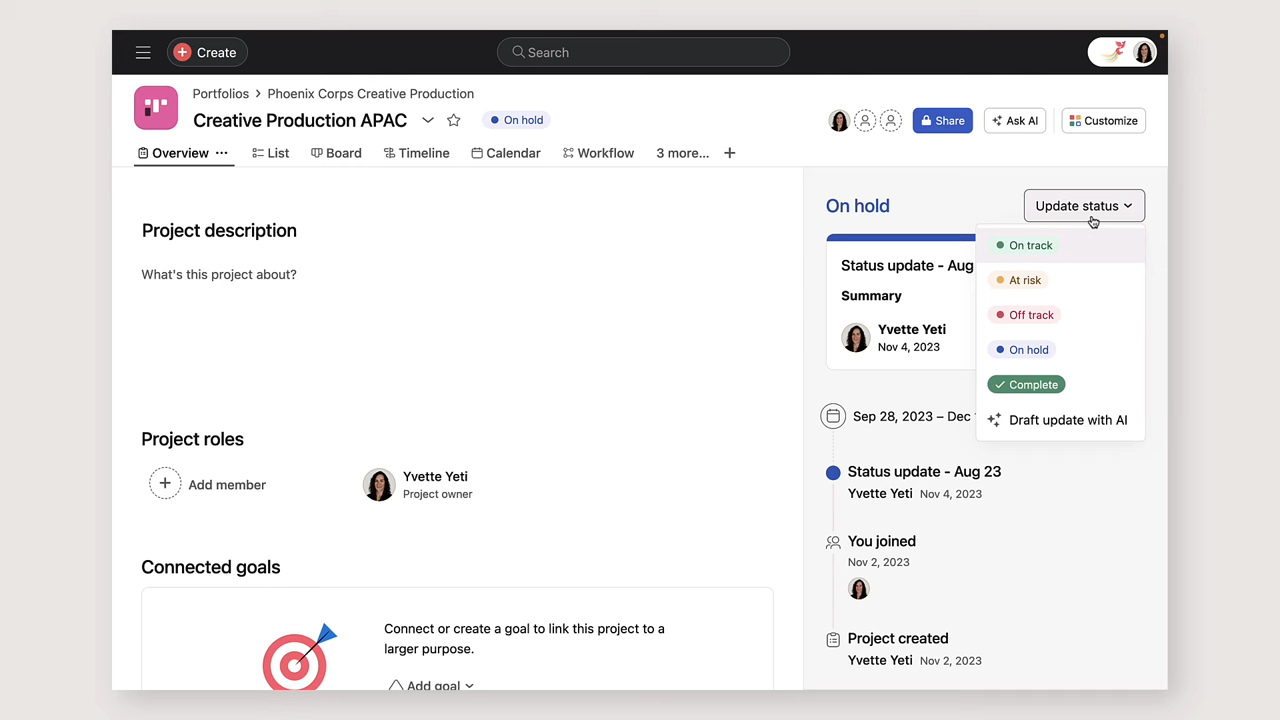 Create
Search
Portfolios > Phoenix Corps Creative Production
Creative Production APAC
On hold
Share
Ask AI
Customize
Overview ...
List
Board
Timeline
Calendar
Workflow
3 more...
Project description
What's this project about?
Project roles
Add member
Yvette Yeti
Project owner
Connected goals
Connect or create a goal to link this project to a
larger purpose.
Add goal
On hold
Update status
On track
At risk
Off track
On hold
Complete
Draft update with AI
Status update - Aug
Summary
Yvette Yeti
Nov 4, 2023
Sep 28, 2023 – Dec
Status update - Aug 23
Yvette Yeti Nov 4, 2023
You joined
Nov 2, 2023
Project created
Yvette Yeti Nov 2, 2023